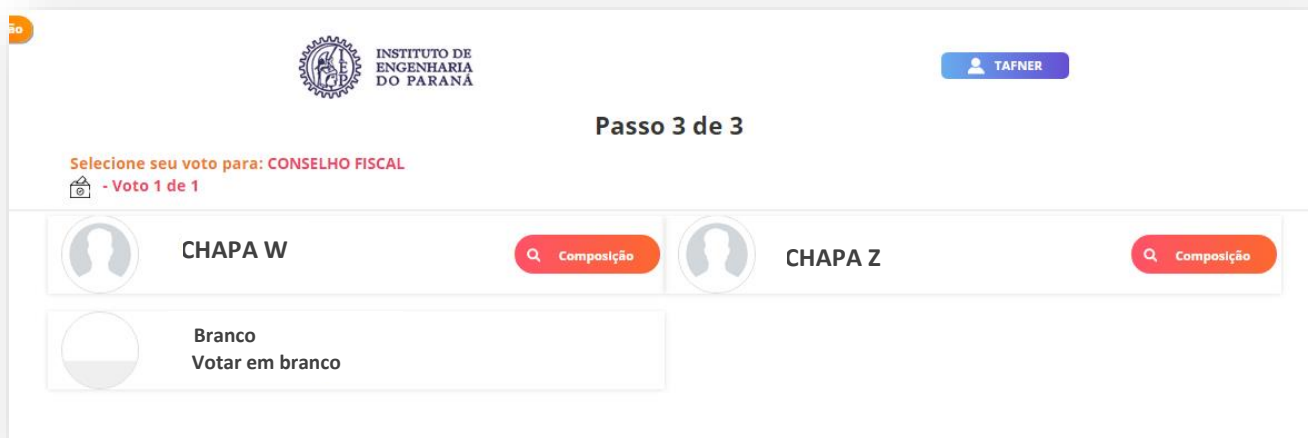 ão
INSTITUTO DE
ENGENHARIA
DO PARANÁ
TAFNER
Passo 3 de 3
Selecione seu voto para: CONSELHO FISCAL
- Voto 1 de 1
CHAPA W
Composição
CHAPA Z
Composição
Branco
Votar em branco